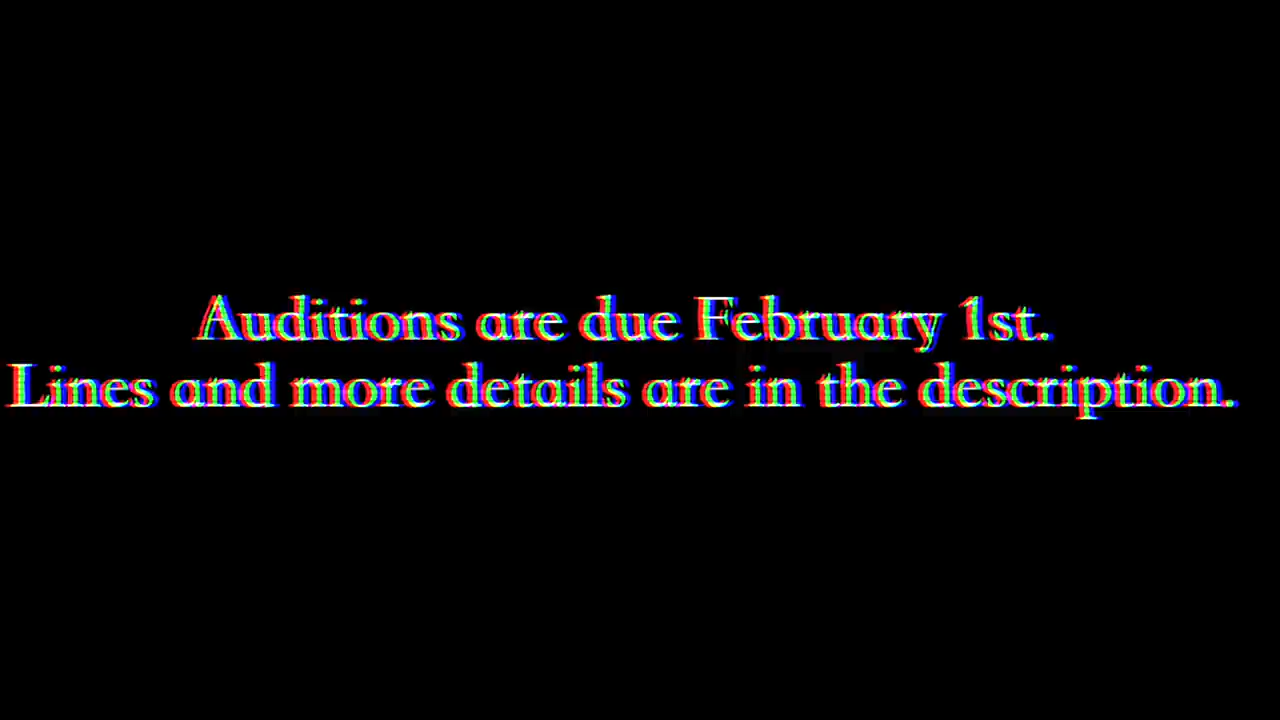 Auditions are due February 1st.
Lines and more details are in the description.